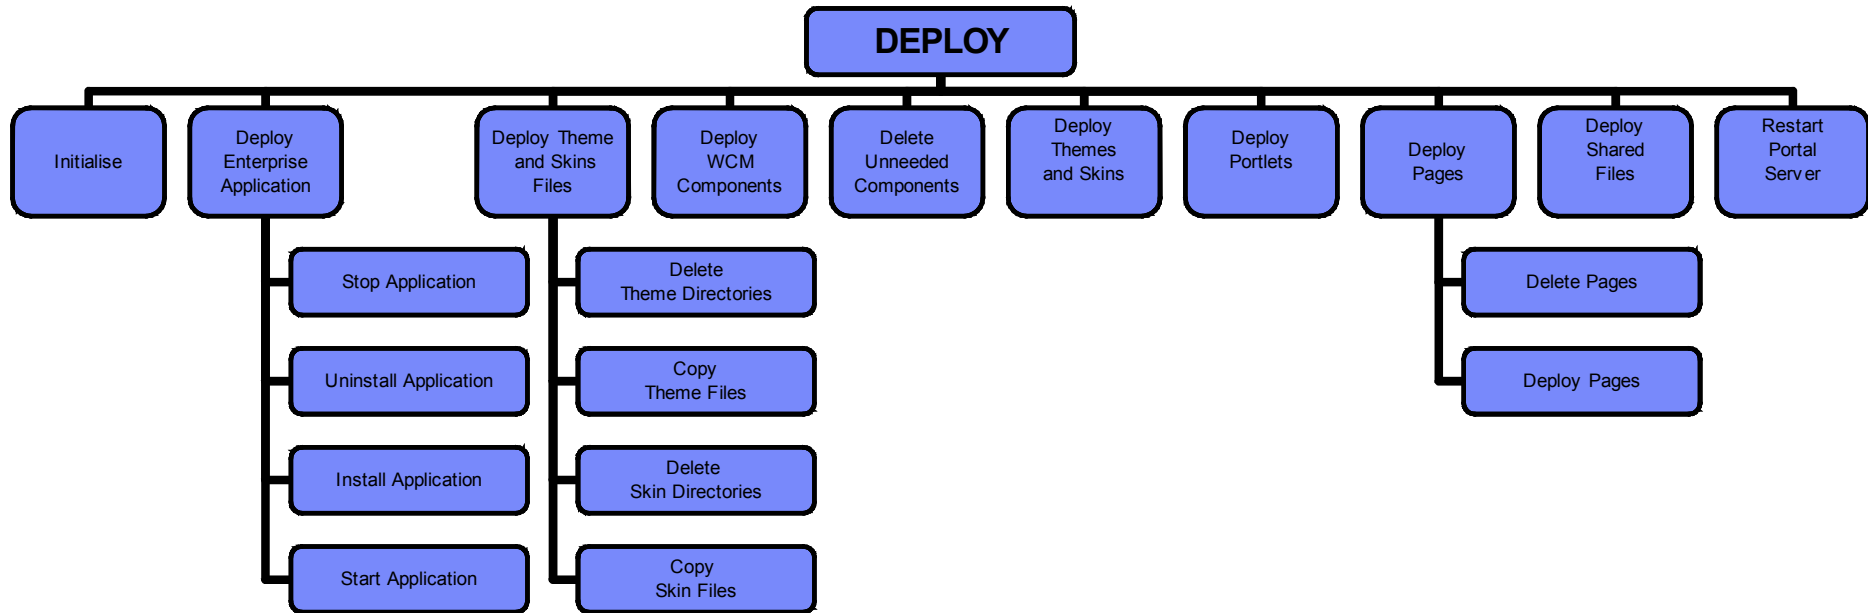 DEPLOY
Initialise
Deploy
Enterprise
Application
Deploy Theme
and Skins
Files
Deploy
WCM
Components
Delete
Unneeded
Components
Deploy
Themes
and Skins
Deploy
Portlets
Deploy
Pages
Deploy
Shared
Files
Restart
Portal
Server
Stop Application
Uninstall Application
Install Application
Start Application
Delete
Theme Directories
Copy
Theme Files
Delete
Skin Directories
Copy
Skin Files
Delete Pages
Deploy Pages